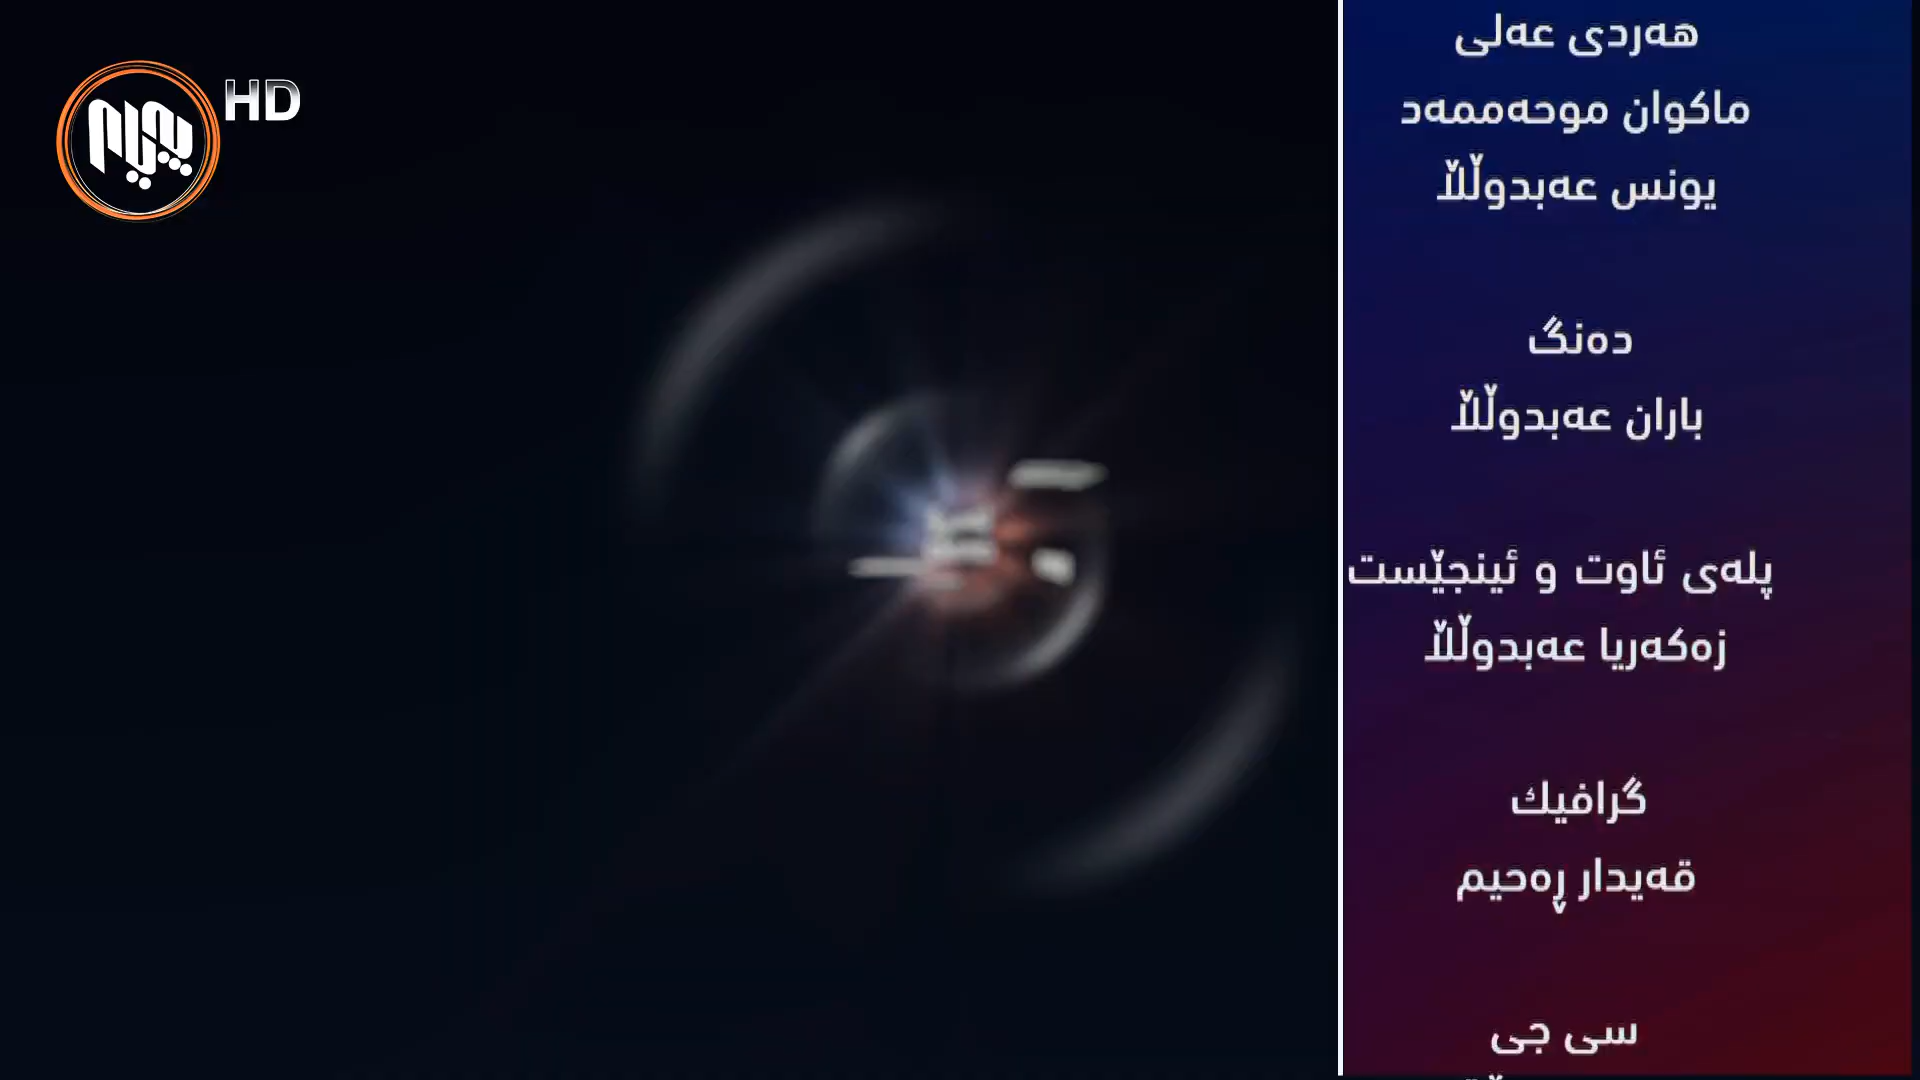 پەیام
HD
هەردی عەلی
ماکوان موحەممەد
یونس عەبدوڵڵا
دەنگ
باران عەبدوڵڵا
پلەی ئاوت و ئینجێست
زەکەریا عەبدوڵڵا
گرافیك
قەیدار ڕەحیم
سی جی